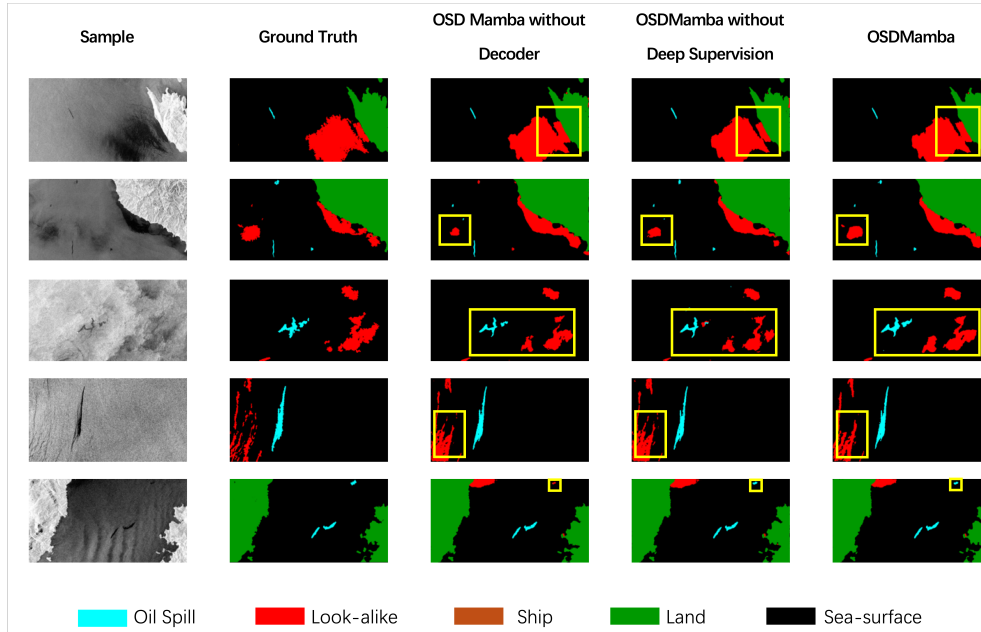 Sample
Ground Truth
OSD Mamba without
Decoder
OSDMamba without
Deep Supervision
OSDMamba
Oil Spill
Look-alike
Ship
Land
Sea-surface